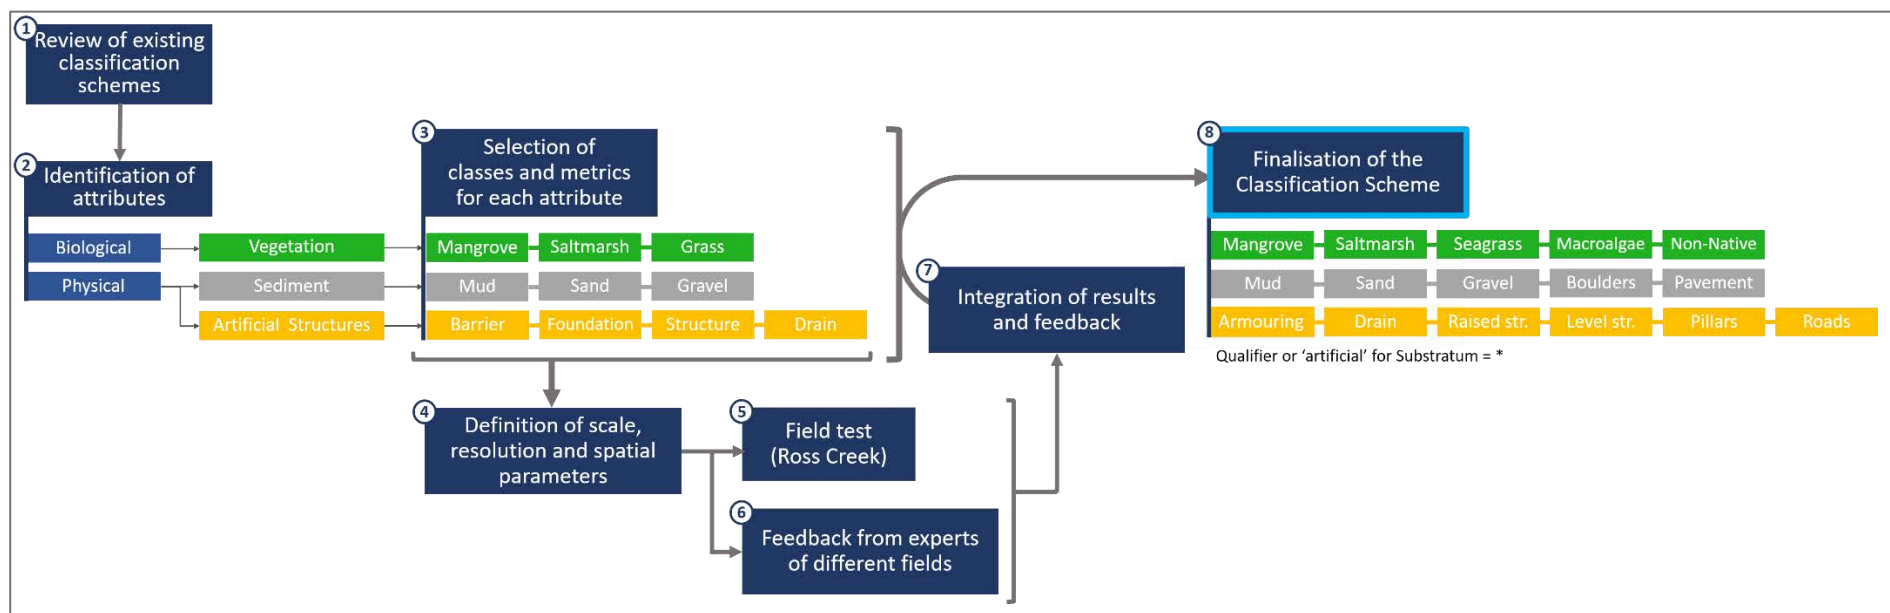 1
Review of existing
classification
schemes
2
Identification of
attributes
Biological
Physical
Vegetation
Sediment
Artificial Structures
3
Selection of
classes and metrics
for each attribute
Mangrove Saltmarsh Grass
Mud Sand Gravel
Barrier Foundation Structure Drain
4
Definition of scale,
resolution and spatial
parameters
5
Field test
(Ross Creek)
6
Feedback from experts
of different fields
7
Integration of results
and feedback
8
Finalisation of the
Classification Scheme
Mangrove Saltmarsh Seagrass Macroalgae Non-Native
Mud Sand Gravel Boulders Pavement
Armouring Drain Raised str. Level str. Pillars Roads
Qualifier or ‘artificial’ for Substratum = *